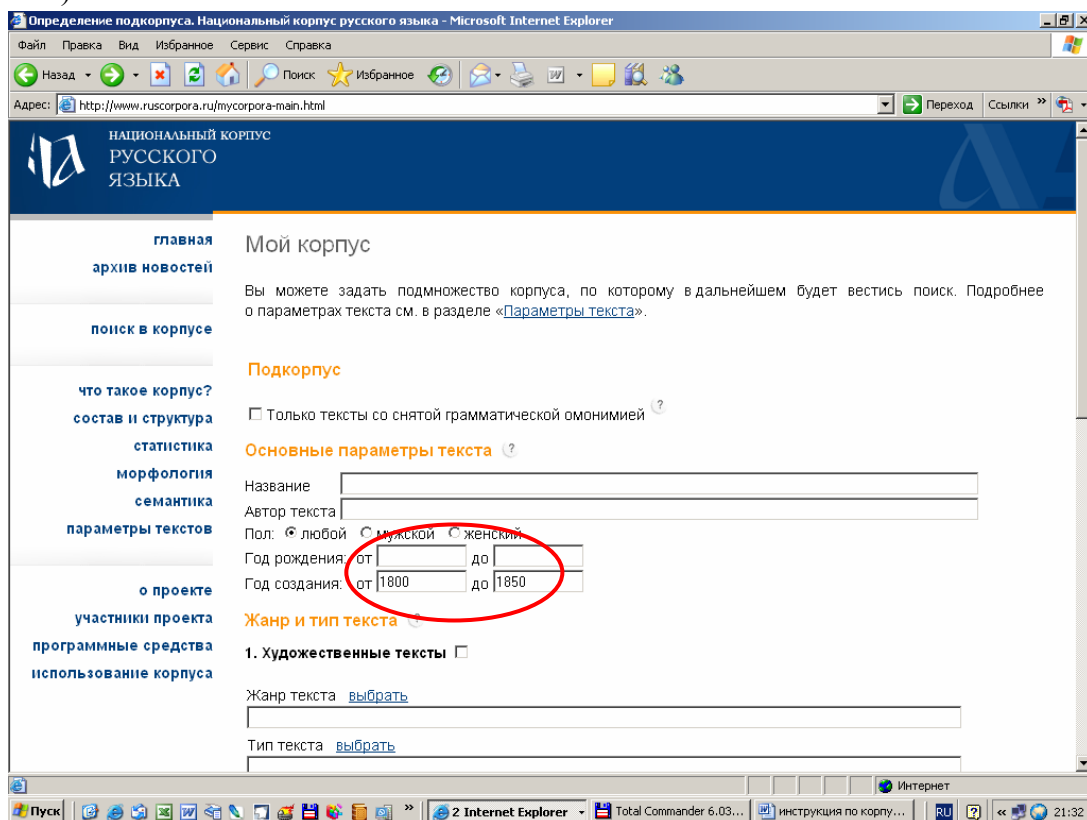 )
Определение подкорпуса. Национальный корпус русского языка - Microsoft Internet Explorer
Файл Правка Вид Избранное Сервис Справка
Назад Поиск Избранное
Адрес: http://www.ruscorpora.ru/mycorpora-main.html Переход Ссылки »
НАЦИОНАЛЬНЫЙ КОРПУС
РУССКОГО
ЯЗЫКА
главная
архив новостей
поиск в корпусе
что такое корпус?
состав и структура
статистика
морфология
семантика
параметры текстов
о проекте
участники проекта
программные средства
использование корпуса
Мой корпус
Вы можете задать подмножество корпуса, по которому в дальнейшем будет вестись поиск. Подробнее
о параметрах текста см. в разделе «Параметры текста».
Подкорпус
Только тексты со снятой грамматической омонимией ?
Основные параметры текста ?
Название
Автор текста
Пол: любой мужской женский
Год рождения: от до
Год создания: от 1800 до 1850
Жанр и тип текста ?
1. Художественные тексты
Жанр текста выбрать
Тип текста выбрать
Интернет
Пуск » 2 Internet Explorer Total Commander 6.03... инструкция по корпу... RU ? « 21:32